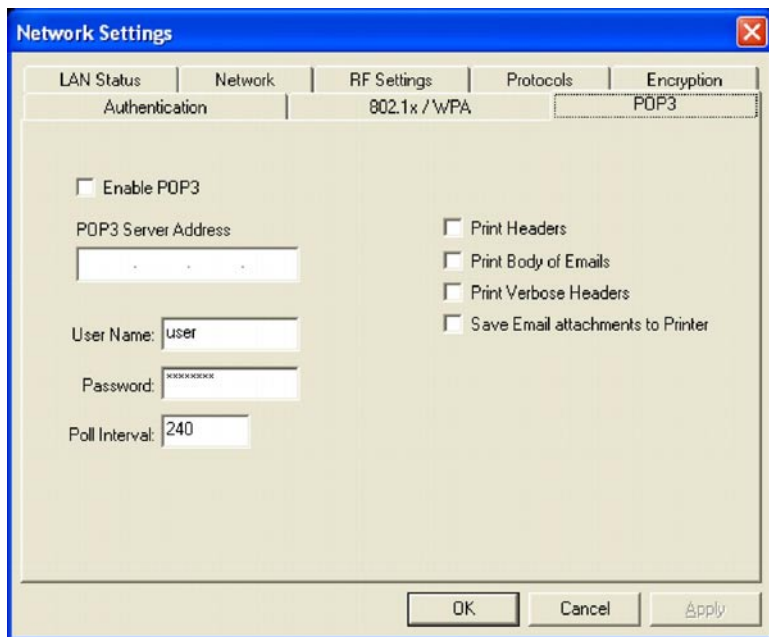 Network Settings
LAN Status Network RF Settings Protocols Encryption
Authentication 802.1x / WPA POP3
Enable POP3
POP3 Server Address
. . .
User Name: user
Password: ********
Poll Interval: 240
Print Headers
Print Body of Emails
Print Verbose Headers
Save Email attachments to Printer
OK Cancel Apply